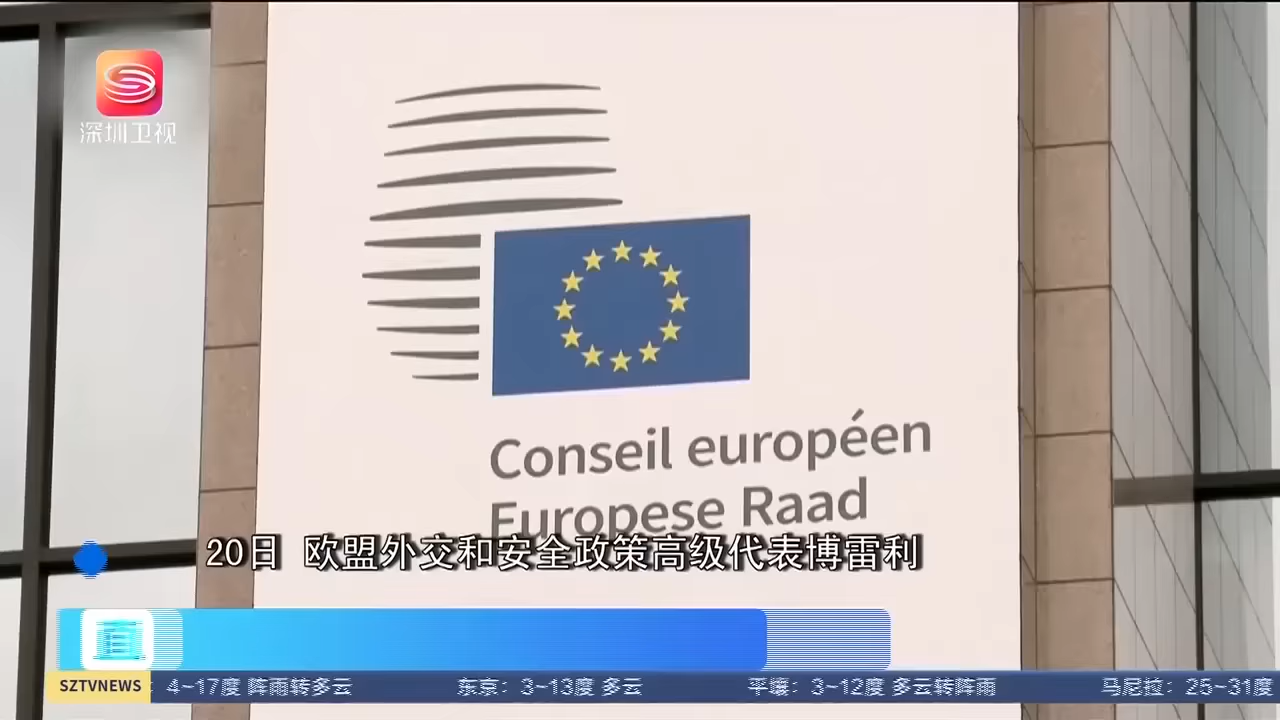 深圳卫视
Conseil européen
Europese Raad
20日 欧盟外交和安全政策高级代表博雷利
SZTVNEWS
4~17度 阵雨转多云 东京：3~13度 多云 平壤：3~12度 多云转阵雨 马尼拉：25~31度